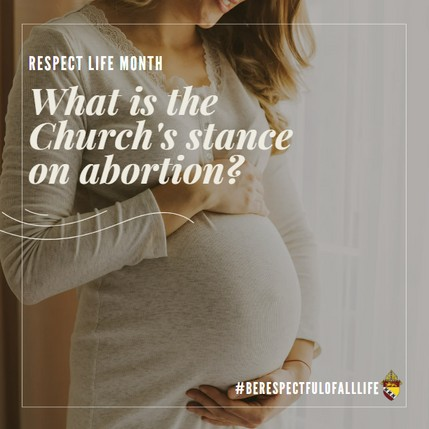 RESPECT LIFE MONTH
What is the
Church's stance
on abortion?
#BERESPECTFULOFALLLIFE